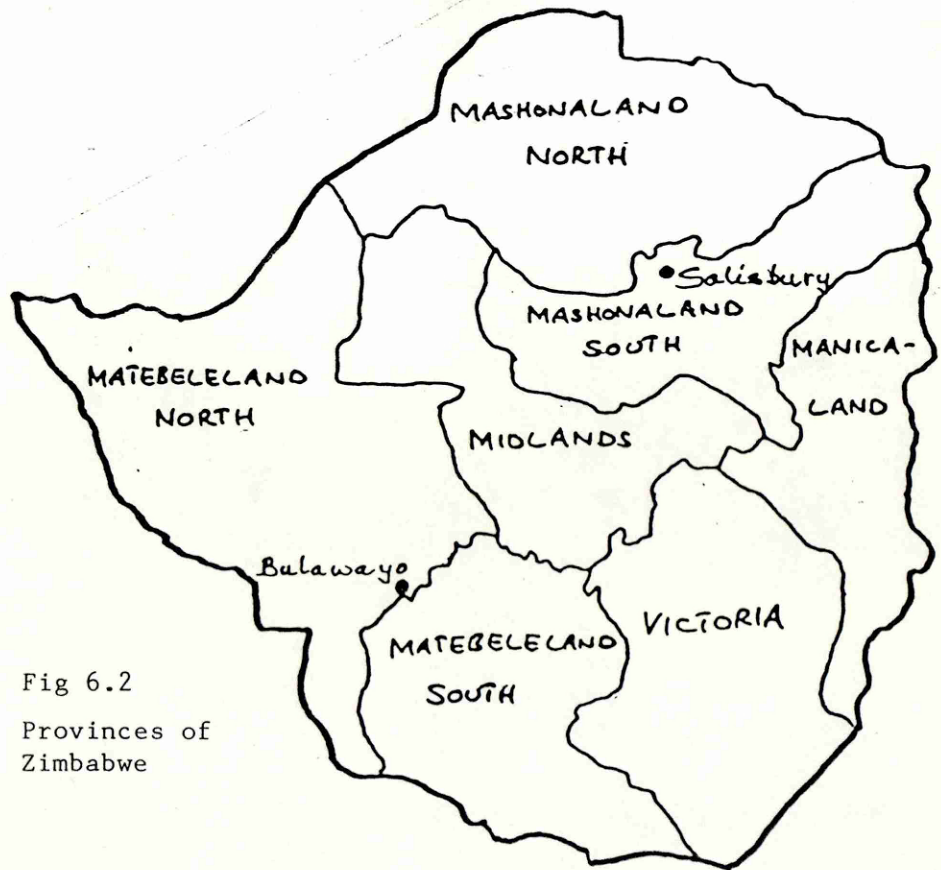 MASHONALAND
NORTH
Salisbury
MASHONALAND
SOUTH
MANICA-
LAND
MATEBELELAND
NORTH
MIDLANDS
Bulawayo
MATEBELELAND
SOUTH
VICTORIA
Fig 6.2
Provinces of
Zimbabwe